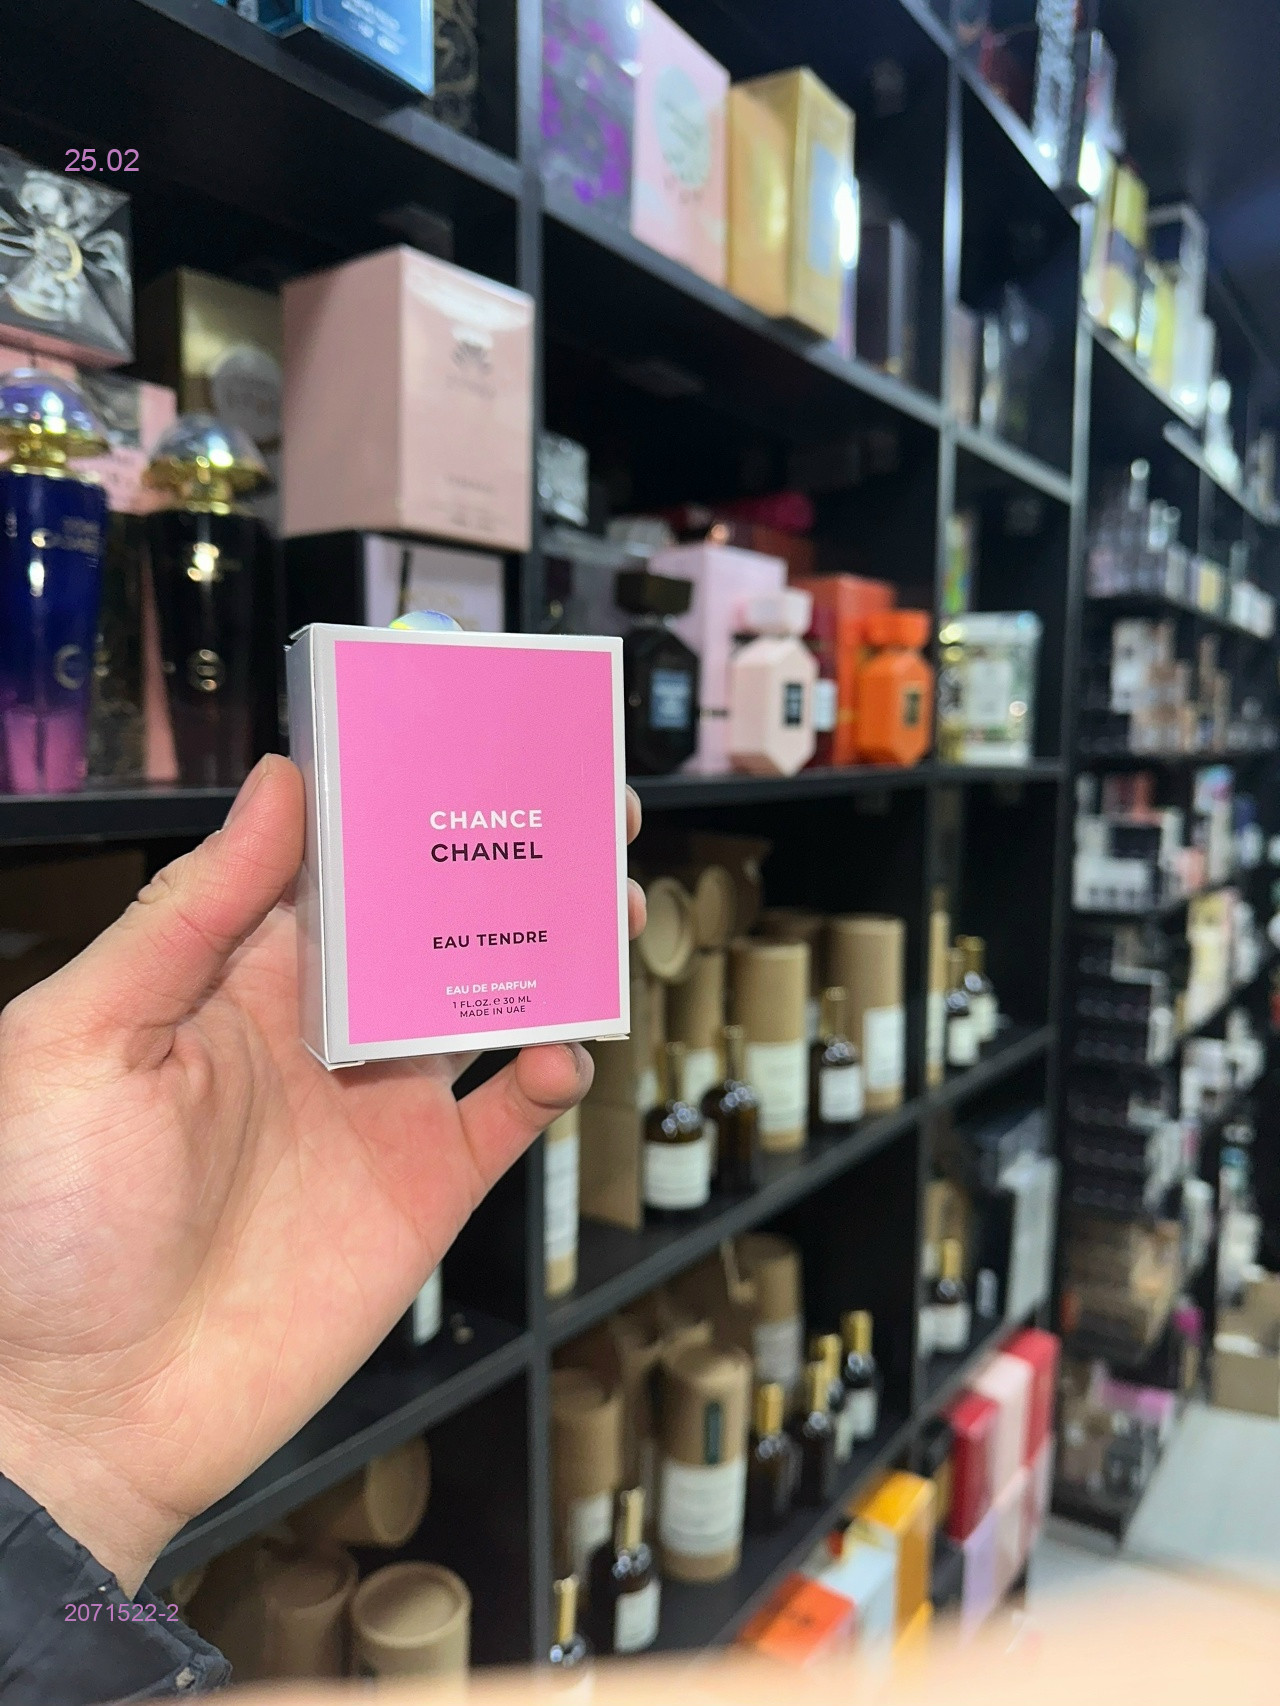 25.02
CHANCE
CHANEL
EAU TENDRE
EAU DE PARFUM
1 FL.OZ. ℮ 30 ML
MADE IN UAE
2071522-2